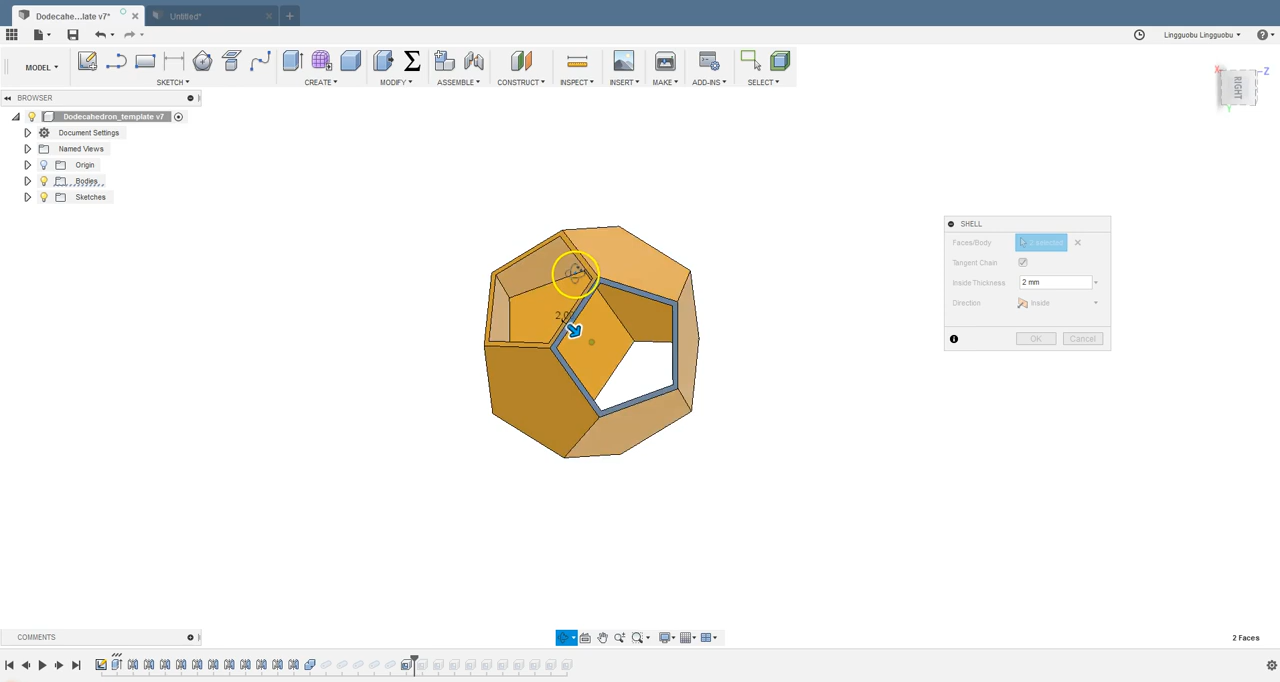 Dodecahe...late v7*
Untitled*
Lingguobu Lingguobu
MODEL
SKETCH
CREATE
MODIFY
ASSEMBLE
CONSTRUCT
INSPECT
INSERT
MAKE
ADD-INS
SELECT
BROWSER
Dodecahedron_template v7
Document Settings
Named Views
Origin
Bodies
Sketches
X
-Z
RIGHT
Y
SHELL
Faces/Body
2 selected
Tangent Chain
Inside Thickness
2 mm
Direction
Inside
OK
Cancel
COMMENTS
2 Faces